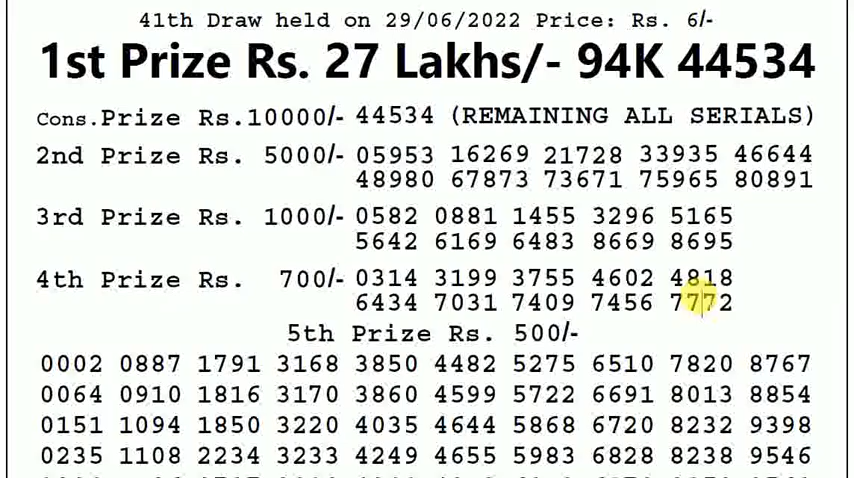 41th Draw held on 29/06/2022 Price: Rs. 6/-
1st Prize Rs. 27 Lakhs/- 94K 44534
Cons.Prize Rs.10000/- 44534 (REMAINING ALL SERIALS)
2nd Prize Rs. 5000/- 05953 16269 21728 33935 46644
48980 67873 73671 75965 80891
3rd Prize Rs. 1000/- 0582 0881 1455 3296 5165
5642 6169 6483 8669 8695
4th Prize Rs. 700/- 0314 3199 3755 4602 4818
6434 7031 7409 7456 7772
5th Prize Rs. 500/-
0002 0887 1791 3168 3850 4482 5275 6510 7820 8767
0064 0910 1816 3170 3860 4599 5722 6691 8013 8854
0151 1094 1850 3220 4035 4644 5868 6720 8232 9398
0235 1108 2234 3233 4249 4655 5983 6828 8238 9546